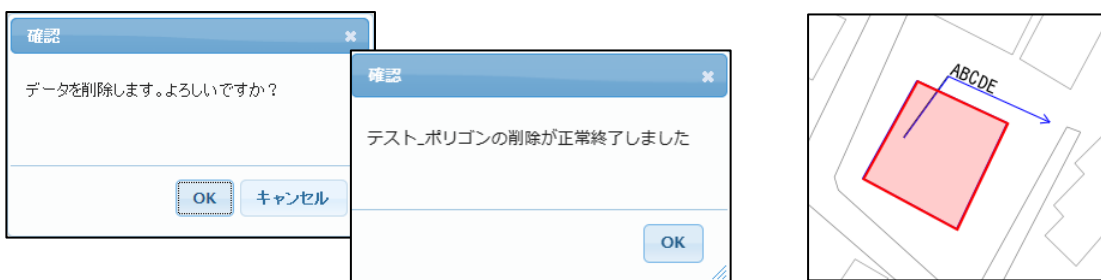 確認
データを削除します。よろしいですか？
OK
キャンセル
確認
テスト_ポリゴンの削除が正常終了しました
OK
ABCDE